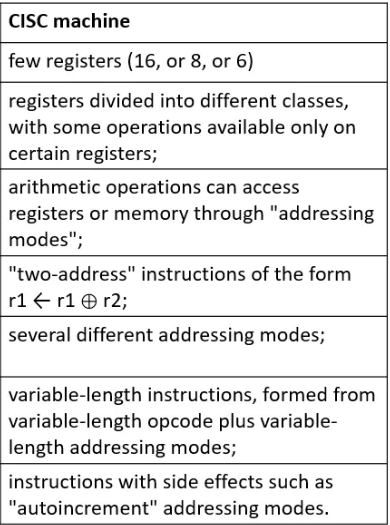 CISC machine
few registers (16, or 8, or 6)
registers divided into different classes,
with some operations available only on
certain registers;
arithmetic operations can access
registers or memory through "addressing
modes";
"two-address" instructions of the form
r1 ← r1 ⊕ r2;
several different addressing modes;
variable-length instructions, formed from
variable-length opcode plus variable-
length addressing modes;
instructions with side effects such as
"autoincrement" addressing modes.